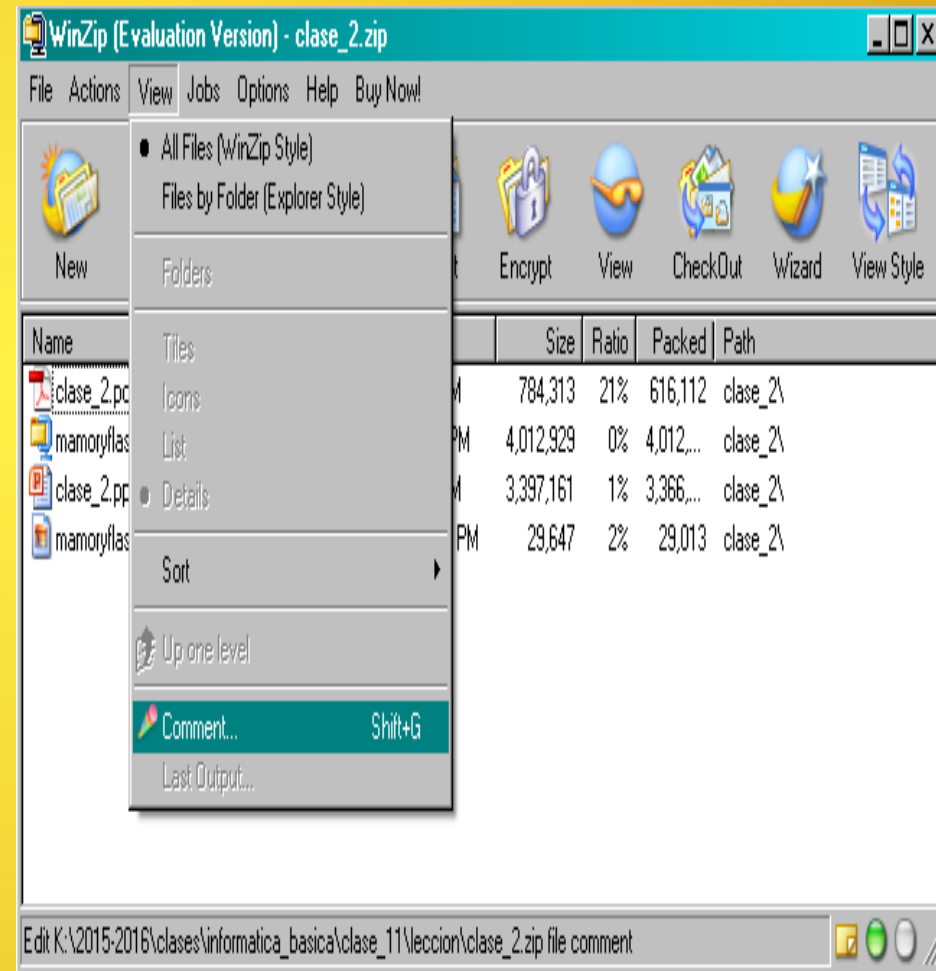 WinZip (Evaluation Version) - clase_2.zip
File Actions View Jobs Options Help Buy Now!
All Files (WinZip Style)
Files by Folder (Explorer Style)
Folders
Tiles
Icons
List
Details
Sort
Up one level
Comment... Shift+G
Last Output...
New Encrypt View CheckOut Wizard View Style
Name Size Ratio Packed Path
clase_2.pd 784,313 21% 616,112 clase_2\
mamoryflas PM 4,012,929 0% 4,012,... clase_2\
clase_2.pp 3,397,161 1% 3,366,... clase_2\
mamoryflas PM 29,647 2% 29,013 clase_2\
Edit K:\2015-2016\clases\informatica_basica\clase_11\leccion\clase_2.zip file comment